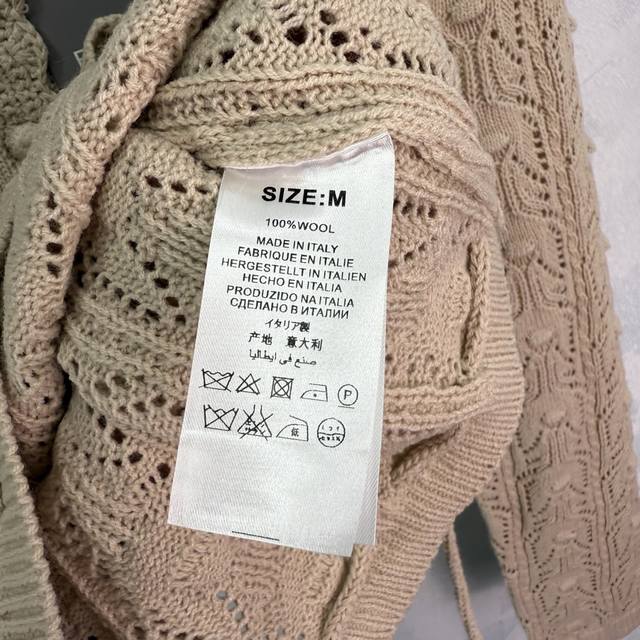 SIZE:M
100%WOOL
MADE IN ITALY
FABRIQUE EN ITALIE
HERGESTELLT IN ITALIEN
HECHO EN ITALIA
PRODUZIDO NA ITALIA
СДЕЛАНО В ИТАЛИИ
イタリア製
产地 意大利
صنع فى ايطاليا
P